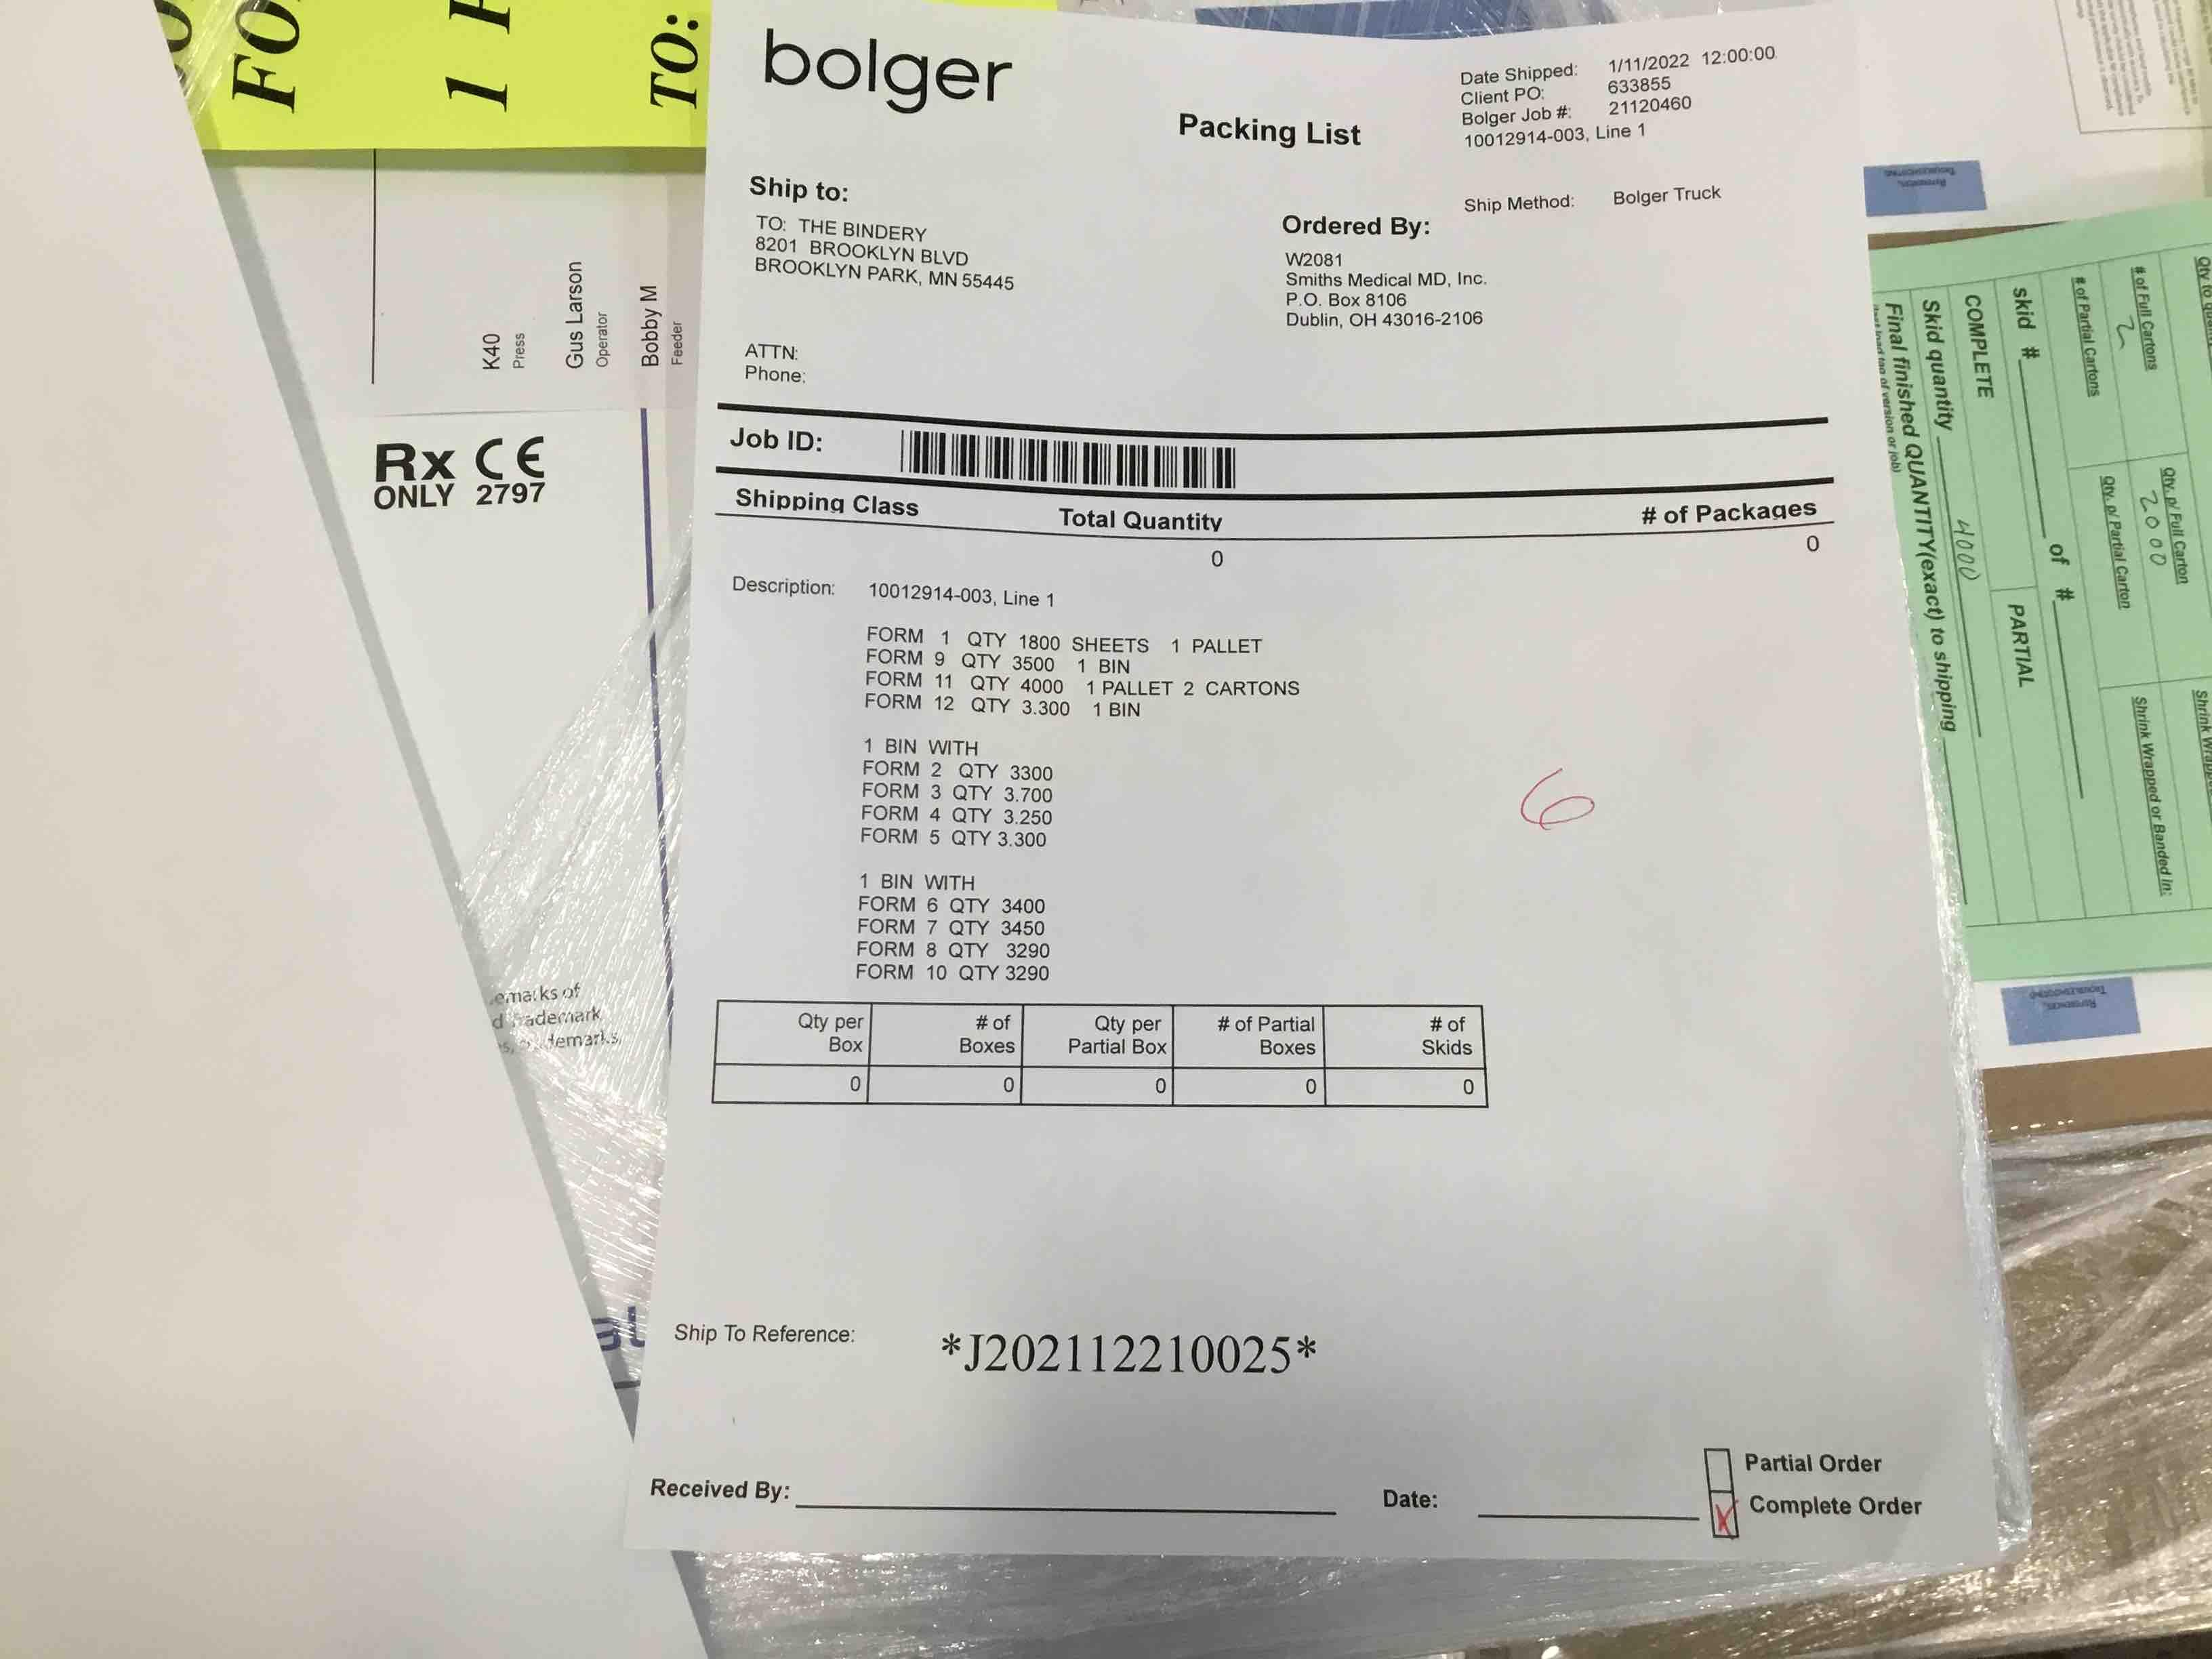 FO
1 P
TO:
K40
Press
Gus Larson
Operator
Bobby M
Feeder
Rx CE
ONLY 2797
emarks of
d Trademark
demarks,
bolger
Packing List
Date Shipped: 1/11/2022 12:00:00
Client PO: 633855
Bolger Job #: 21120460
10012914-003, Line 1
Ship Method: Bolger Truck
Ship to:
TO: THE BINDERY
8201 BROOKLYN BLVD
BROOKLYN PARK, MN 55445
Ordered By:
W2081
Smiths Medical MD, Inc.
P.O. Box 8106
Dublin, OH 43016-2106
ATTN:
Phone:
Job ID:
Shipping Class Total Quantity # of Packages
0 0
Description: 10012914-003, Line 1
FORM 1 QTY 1800 SHEETS 1 PALLET
FORM 9 QTY 3500 1 BIN
FORM 11 QTY 4000 1 PALLET 2 CARTONS
FORM 12 QTY 3.300 1 BIN
1 BIN WITH
FORM 2 QTY 3300
FORM 3 QTY 3.700
FORM 4 QTY 3.250
FORM 5 QTY 3.300
6
1 BIN WITH
FORM 6 QTY 3400
FORM 7 QTY 3450
FORM 8 QTY 3290
FORM 10 QTY 3290
Qty per Box # of Boxes Qty per Partial Box # of Partial Boxes # of Skids
0 0 0 0 0
Ship To Reference: *J202112210025*
Received By: Date:
Partial Order
X Complete Order
# of Full Cartons Qty. p/ Full Carton Shrink Wrapped or Banded in:
2 2000
# of Partial Cartons Qty. p/ Partial Carton
skid # of #
COMPLETE PARTIAL
Skid quantity 4000
Final finished QUANTITY(exact) to shipping